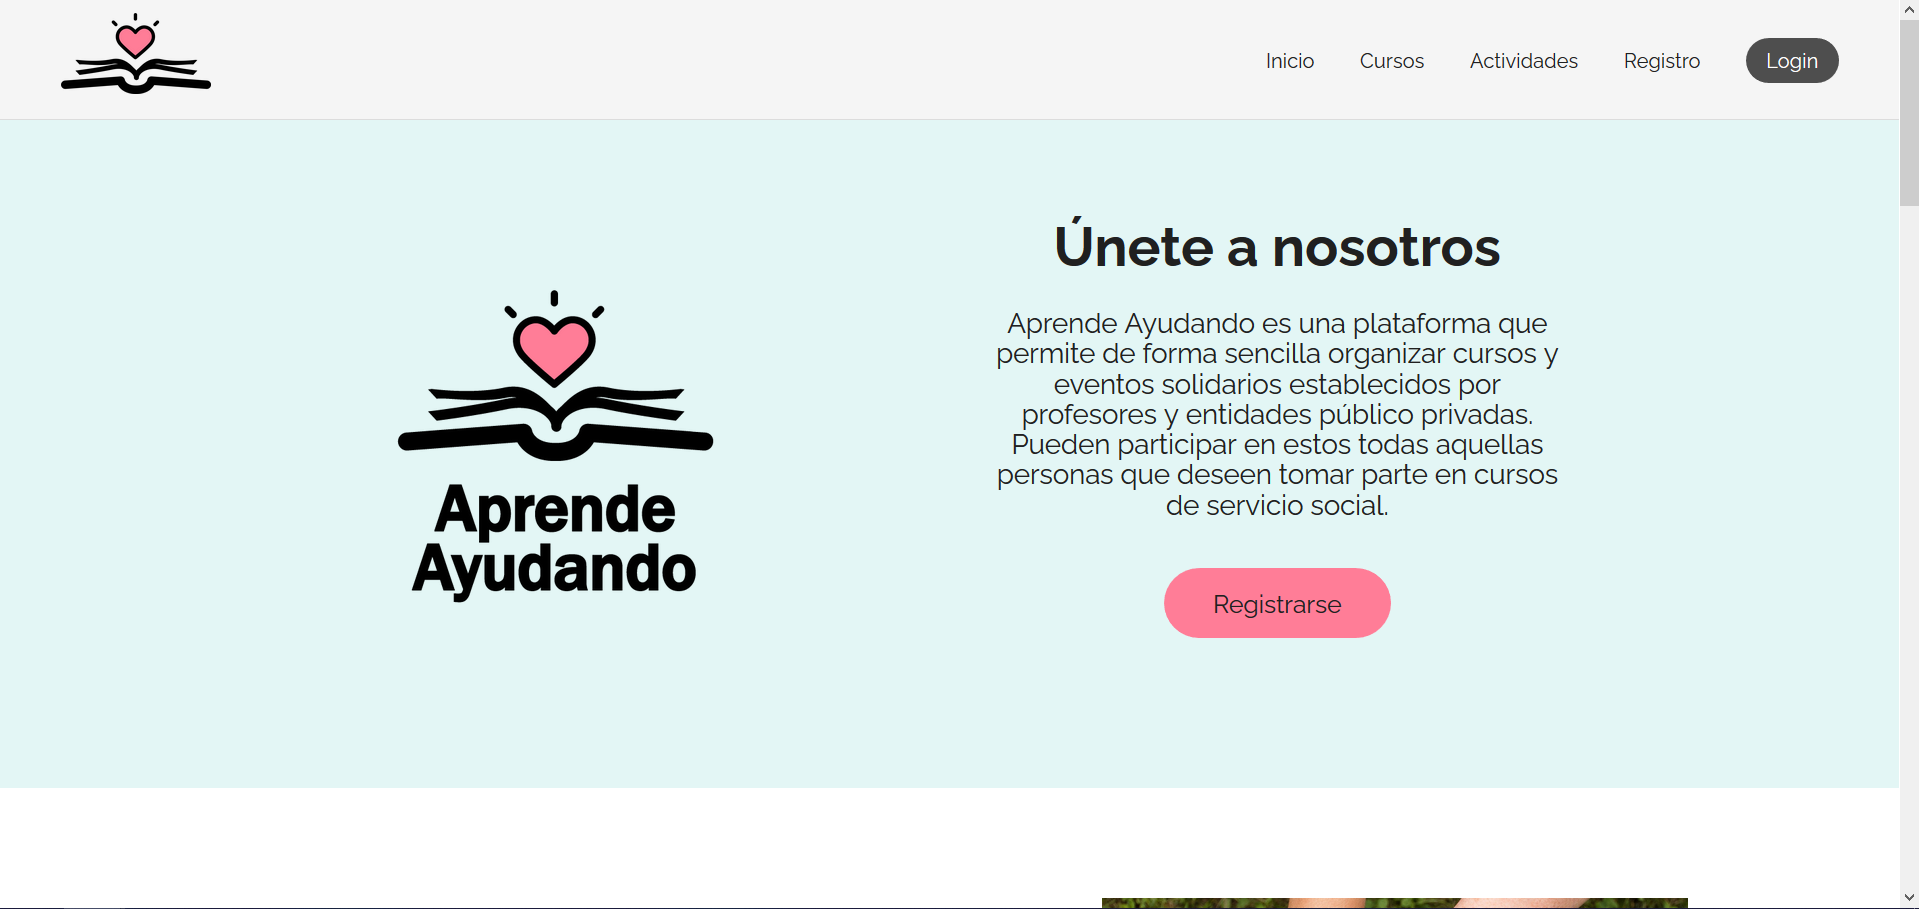 Inicio
Cursos
Actividades
Registro
Login
Únete a nosotros
Aprende Ayudando es una plataforma que
permite de forma sencilla organizar cursos y
eventos solidarios establecidos por
profesores y entidades público privadas.
Pueden participar en estos todas aquellas
personas que deseen tomar parte en cursos
de servicio social.
Registrarse
Aprende
Ayudando